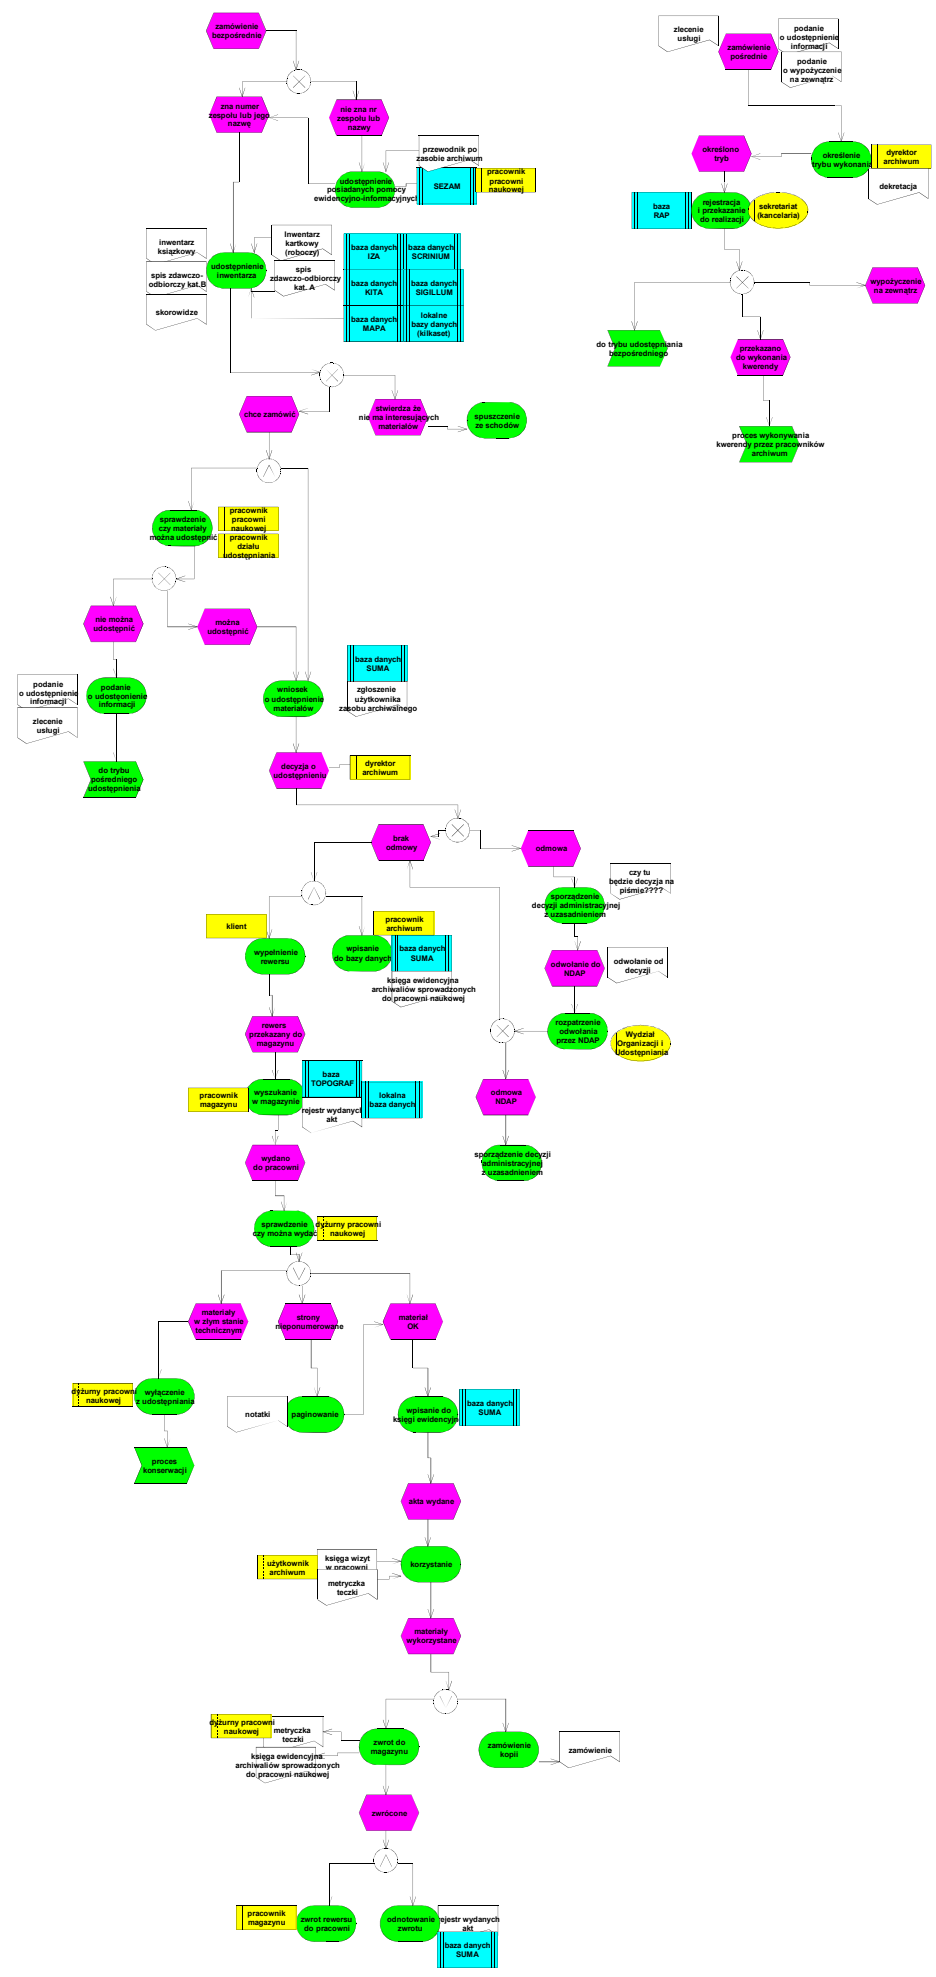 zamówienie
bezpośrednie
zna numer
zespołu lub jego
nazwę
nie zna nr
zespołu lub
nazwy
przewodnik po
zasobie archiwum
udostępnienie
posiadanych pomocy
ewidencyjno-informacyjnych
SEZAM
pracownik
pracowni
naukowej
inwentarz
książkowy
spis zdawczo-
odbiorczy kat.B
skorowidze
udostępnienie
inwentarza
Inwentarz
kartkowy
(roboczy)
spis
zdawczo-odbiorczy
kat. A
baza danych
IZA
baza danych
SCRINIUM
baza danych
KITA
baza danych
SIGILLUM
baza danych
MAPA
lokalne
bazy danych
(kilkaset)
chce zamówić
stwierdza że
nie ma interesujących
materiałów
spuszczenie
ze schodów
sprawdzenie
czy materiały
można udostępnić
pracownik
pracowni
naukowej
pracownik
działu
udostępniania
nie można
udostępnić
można
udostępnić
podanie
o udostępnienie
informacji
zlecenie
usługi
podanie
o udostęonienie
informacji
do trybu
pośredniego
udostępnienia
baza danych
SUMA
zgłoszenie
użytkownika
zasobu archiwalnego
wniosek
o udostępnienie
materiałów
decyzja o
udostępnieniu
dyrektor
archiwum
brak
odmowy
odmowa
czy tu
będzie decyzja na
piśmie????
sporządzenie
decyzji administracyjnej
z uzasadnieniem
odwołanie do
NDAP
odwołanie od
decyzji
rozpatrzenie
odwołania
przez NDAP
Wydział
Organizacji i
Udostępniania
odmowa
NDAP
sporządzenie decyzji
administracyjnej
z uzasadnieniem
klient
wypełnienie
rewersu
pracownik
archiwum
wpisanie
do bazy danych
baza danych
SUMA
księga ewidencyjna
archiwaliów sprowadzonych
do pracowni naukowej
rewers
przekazany do
magazynu
pracownik
magazynu
wyszukanie
w magazynie
baza
TOPOGRAF
rejestr wydanych
akt
lokalna
baza danych
wydano
do pracowni
sprawdzenie
czy można wydać
dyżurny pracowni
naukowej
materiały
w złym stanie
technicznym
strony
nieponumerowane
materiał
OK
dyżurny pracowni
naukowej
wyłączenie
z udostępniania
proces
konserwacji
notatki
paginowanie
wpisanie do
księgi ewidencyjn
baza danych
SUMA
akta wydane
użytkownik
archiwum
księga wizyt
w pracowni
metryczka
teczki
korzystanie
materiały
wykorzystane
dyżurny pracowni
naukowej
metryczka
teczki
księga ewidencyjna
archiwaliów sprowadzonych
do pracowni naukowej
zwrot do
magazynu
zamówienie
kopii
zamówienie
zwrócone
pracownik
magazynu
zwrot rewersu
do pracowni
odnotowanie
zwrotu
rejestr wydanych
akt
baza danych
SUMA
zlecenie
usługi
zamówienie
pośrednie
podanie
o udostępnienie
informacji
podanie
o wypożyczenie
na zewnątrz
określono
tryb
określenie
trybu wykonania
dyrektor
archiwum
dekretacja
baza
RAP
rejestracja
i przekazanie
do realizacji
sekretariat
(kancelaria)
wypożyczenie
na zewnątrz
do trybu udostępniania
bezpośredniego
przekazano
do wykonania
kwerendy
proces wykonywania
kwerendy przez pracowników
archiwum